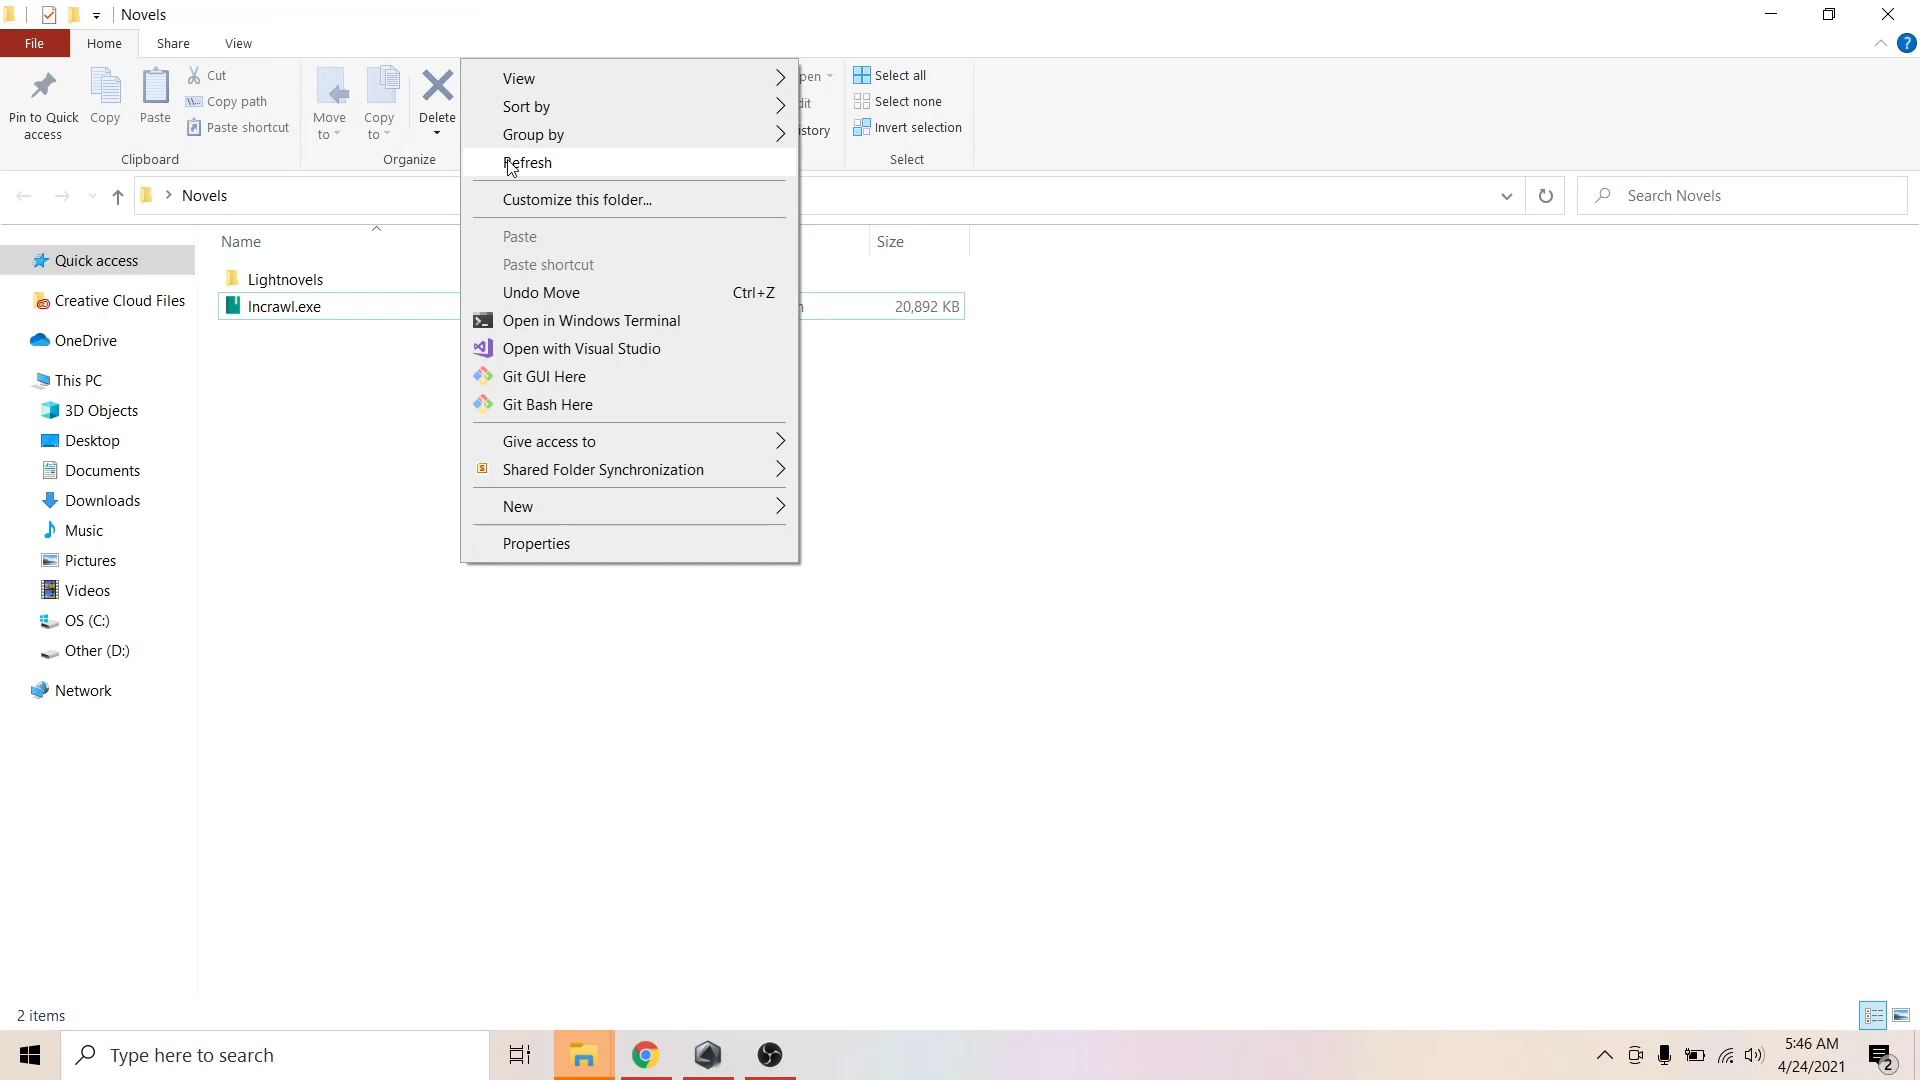 Novels
File Home Share View
Pin to Quick access
Copy
Paste
Cut
Copy path
Paste shortcut
Clipboard
Move to
Copy to
Delete
Organize
Select all
Select none
Invert selection
Select
Novels
Search Novels
Name
Size
Lightnovels
lncrawl.exe
20,892 KB
View
Sort by
Group by
Refresh
Customize this folder...
Paste
Paste shortcut
Undo Move Ctrl+Z
Open in Windows Terminal
Open with Visual Studio
Git GUI Here
Git Bash Here
Give access to
Shared Folder Synchronization
New
Properties
Quick access
Creative Cloud Files
OneDrive
This PC
3D Objects
Desktop
Documents
Downloads
Music
Pictures
Videos
OS (C:)
Other (D:)
Network
2 items
Type here to search
5:46 AM
4/24/2021
2